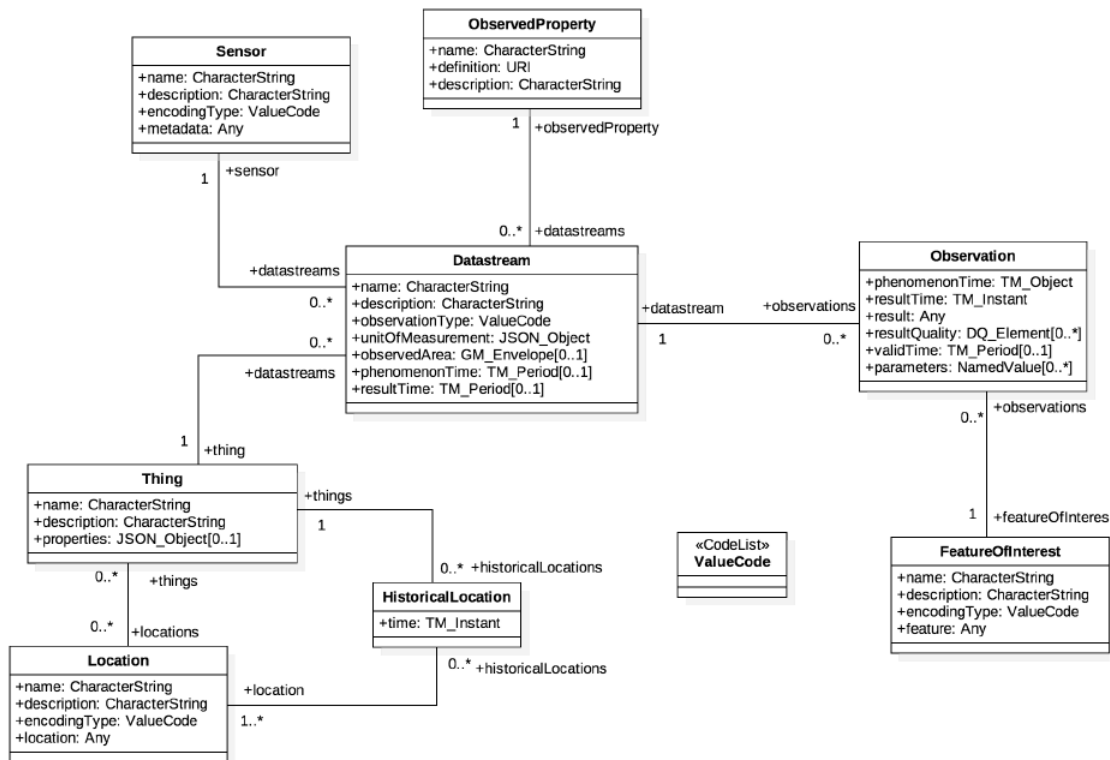 ObservedProperty
+name: CharacterString
+definition: URI
+description: CharacterString
Sensor
+name: CharacterString
+description: CharacterString
+encodingType: ValueCode
+metadata: Any
1
+observedProperty
1
+sensor
0..*
+datastreams
+datastreams
0..*
Datastream
+name: CharacterString
+description: CharacterString
+observationType: ValueCode
+unitOfMeasurement: JSON_Object
+observedArea: GM_Envelope[0..1]
+phenomenonTime: TM_Period[0..1]
+resultTime: TM_Period[0..1]
+datastream
1
+observations
0..*
Observation
+phenomenonTime: TM_Object
+resultTime: TM_Instant
+result: Any
+resultQuality: DQ_Element[0..*]
+validTime: TM_Period[0..1]
+parameters: NamedValue[0..*]
0..*
+datastreams
1
+thing
0..*
+observations
1
+featureOfInteres
Thing
+name: CharacterString
+description: CharacterString
+properties: JSON_Object[0..1]
+things
1
0..*
+historicalLocations
«CodeList»
ValueCode
FeatureOfInterest
+name: CharacterString
+description: CharacterString
+encodingType: ValueCode
+feature: Any
0..*
+things
0..*
+locations
HistoricalLocation
+time: TM_Instant
0..*
+historicalLocations
+location
1..*
Location
+name: CharacterString
+description: CharacterString
+encodingType: ValueCode
+location: Any